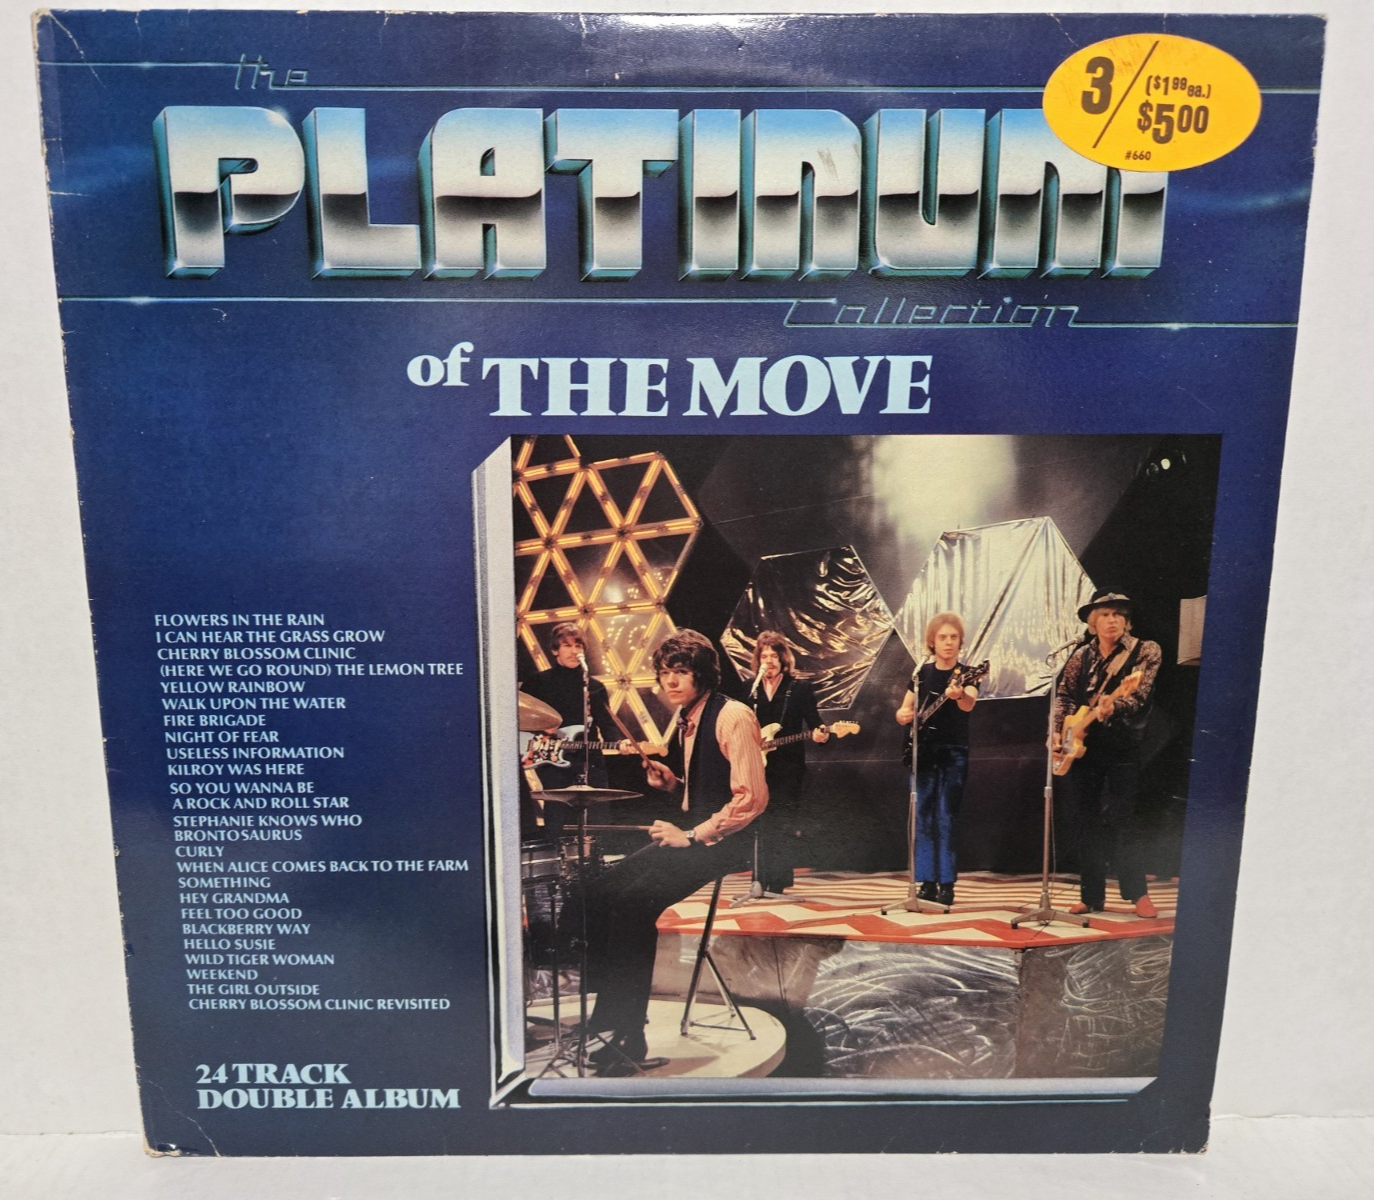 the
PLATINUM
Collection
3/($1.99 ea.)
$5.00
#660
of THE MOVE
FLOWERS IN THE RAIN
I CAN HEAR THE GRASS GROW
CHERRY BLOSSOM CLINIC
(HERE WE GO ROUND) THE LEMON TREE
YELLOW RAINBOW
WALK UPON THE WATER
FIRE BRIGADE
NIGHT OF FEAR
USELESS INFORMATION
KILROY WAS HERE
SO YOU WANNA BE
A ROCK AND ROLL STAR
STEPHANIE KNOWS WHO
BRONTOSAURUS
CURLY
WHEN ALICE COMES BACK TO THE FARM
SOMETHING
HEY GRANDMA
FEEL TOO GOOD
BLACKBERRY WAY
HELLO SUSIE
WILD TIGER WOMAN
WEEKEND
THE GIRL OUTSIDE
CHERRY BLOSSOM CLINIC REVISITED
24 TRACK
DOUBLE ALBUM